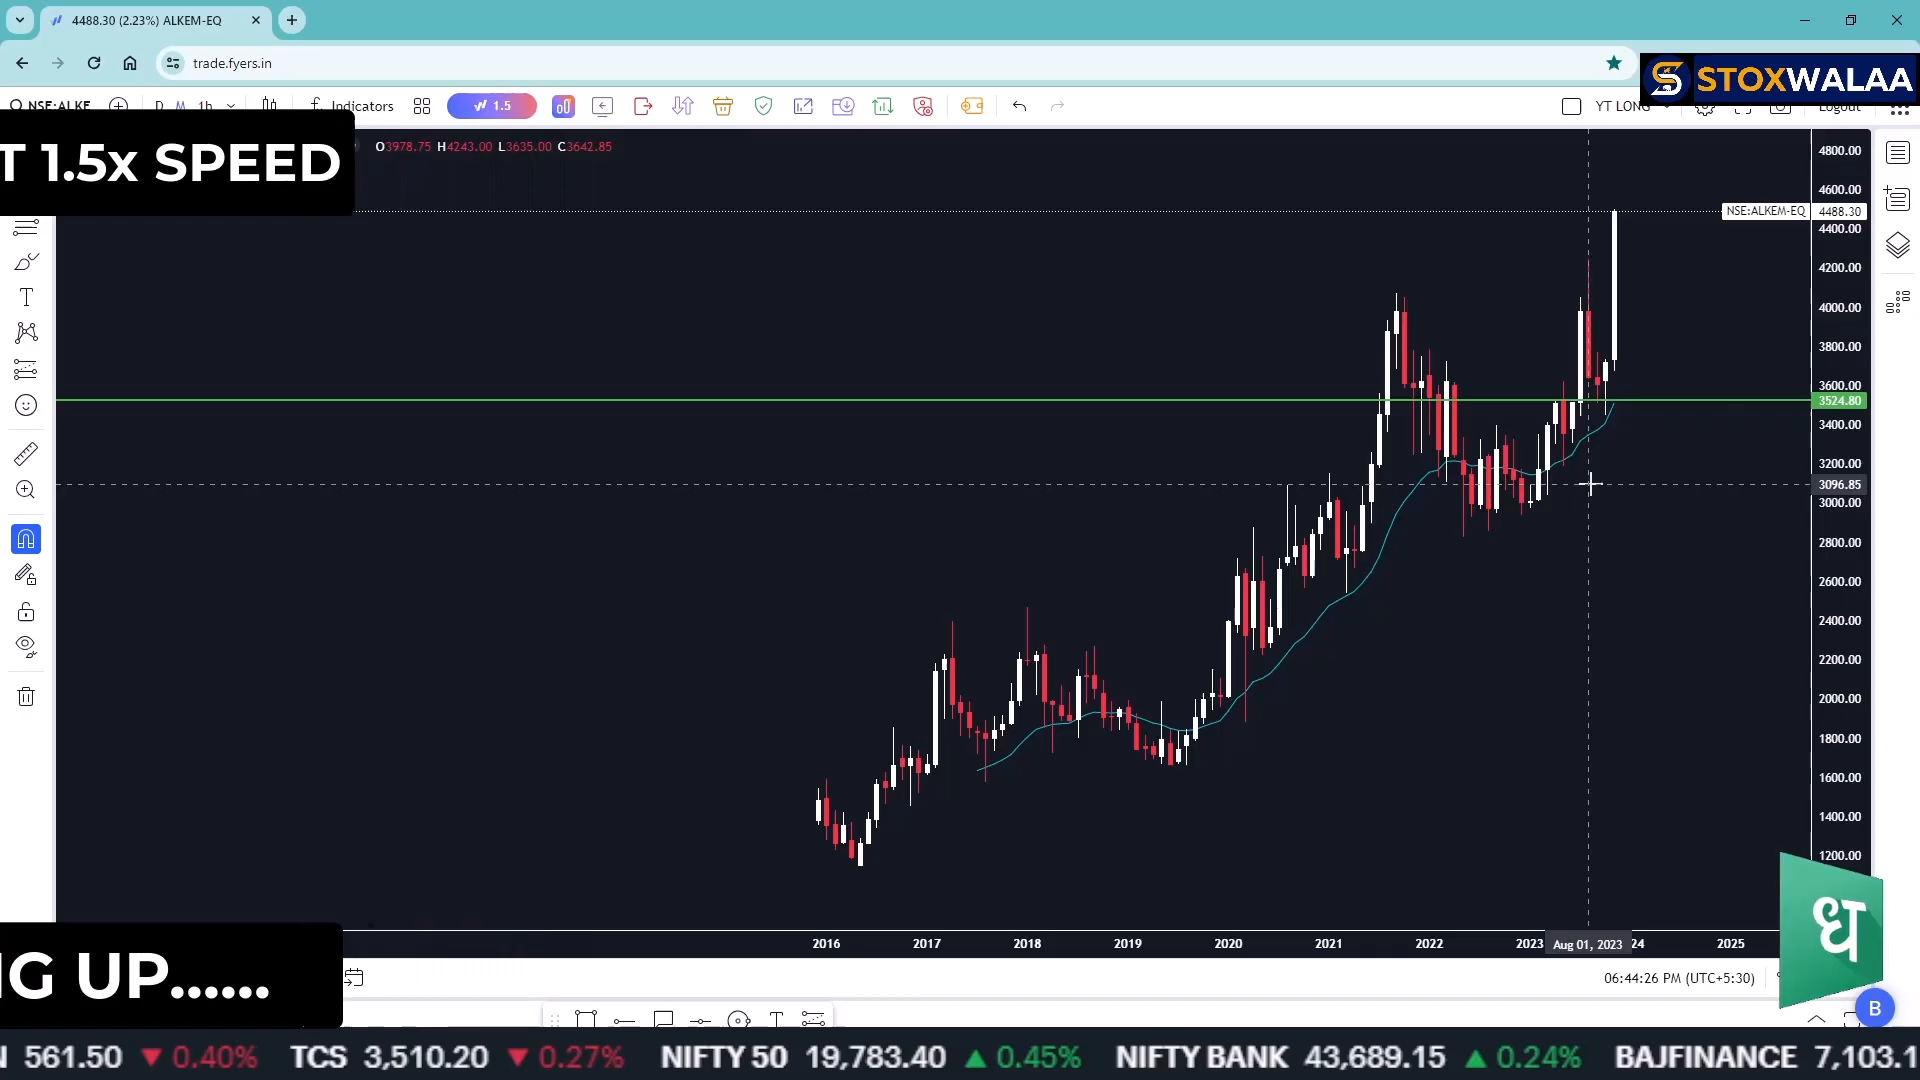 4488.30 (2.23%) ALKEM-EQ
trade.fyers.in
STOXWALAA
NSE:ALKE
D M 1h
Indicators
1.5
YT LONG
Logout
T 1.5x SPEED
O3978.75 H4243.00 L3635.00 C3642.85
4800.00
4600.00
NSE:ALKEM-EQ 4488.30
4400.00
4200.00
4000.00
3800.00
3600.00
3524.80
3400.00
3200.00
3096.85
3000.00
2800.00
2600.00
2400.00
2200.00
2000.00
1800.00
1600.00
1400.00
1200.00
2016 2017 2018 2019 2020 2021 2022 2023 Aug 01, 2023 24 2025
ध
G UP......
06:44:26 PM (UTC+5:30)
B
N 561.50 ▼ 0.40% TCS 3,510.20 ▼ 0.27% NIFTY 50 19,783.40 ▲ 0.45% NIFTY BANK 43,689.15 ▲ 0.24% BAJFINANCE 7,103.1